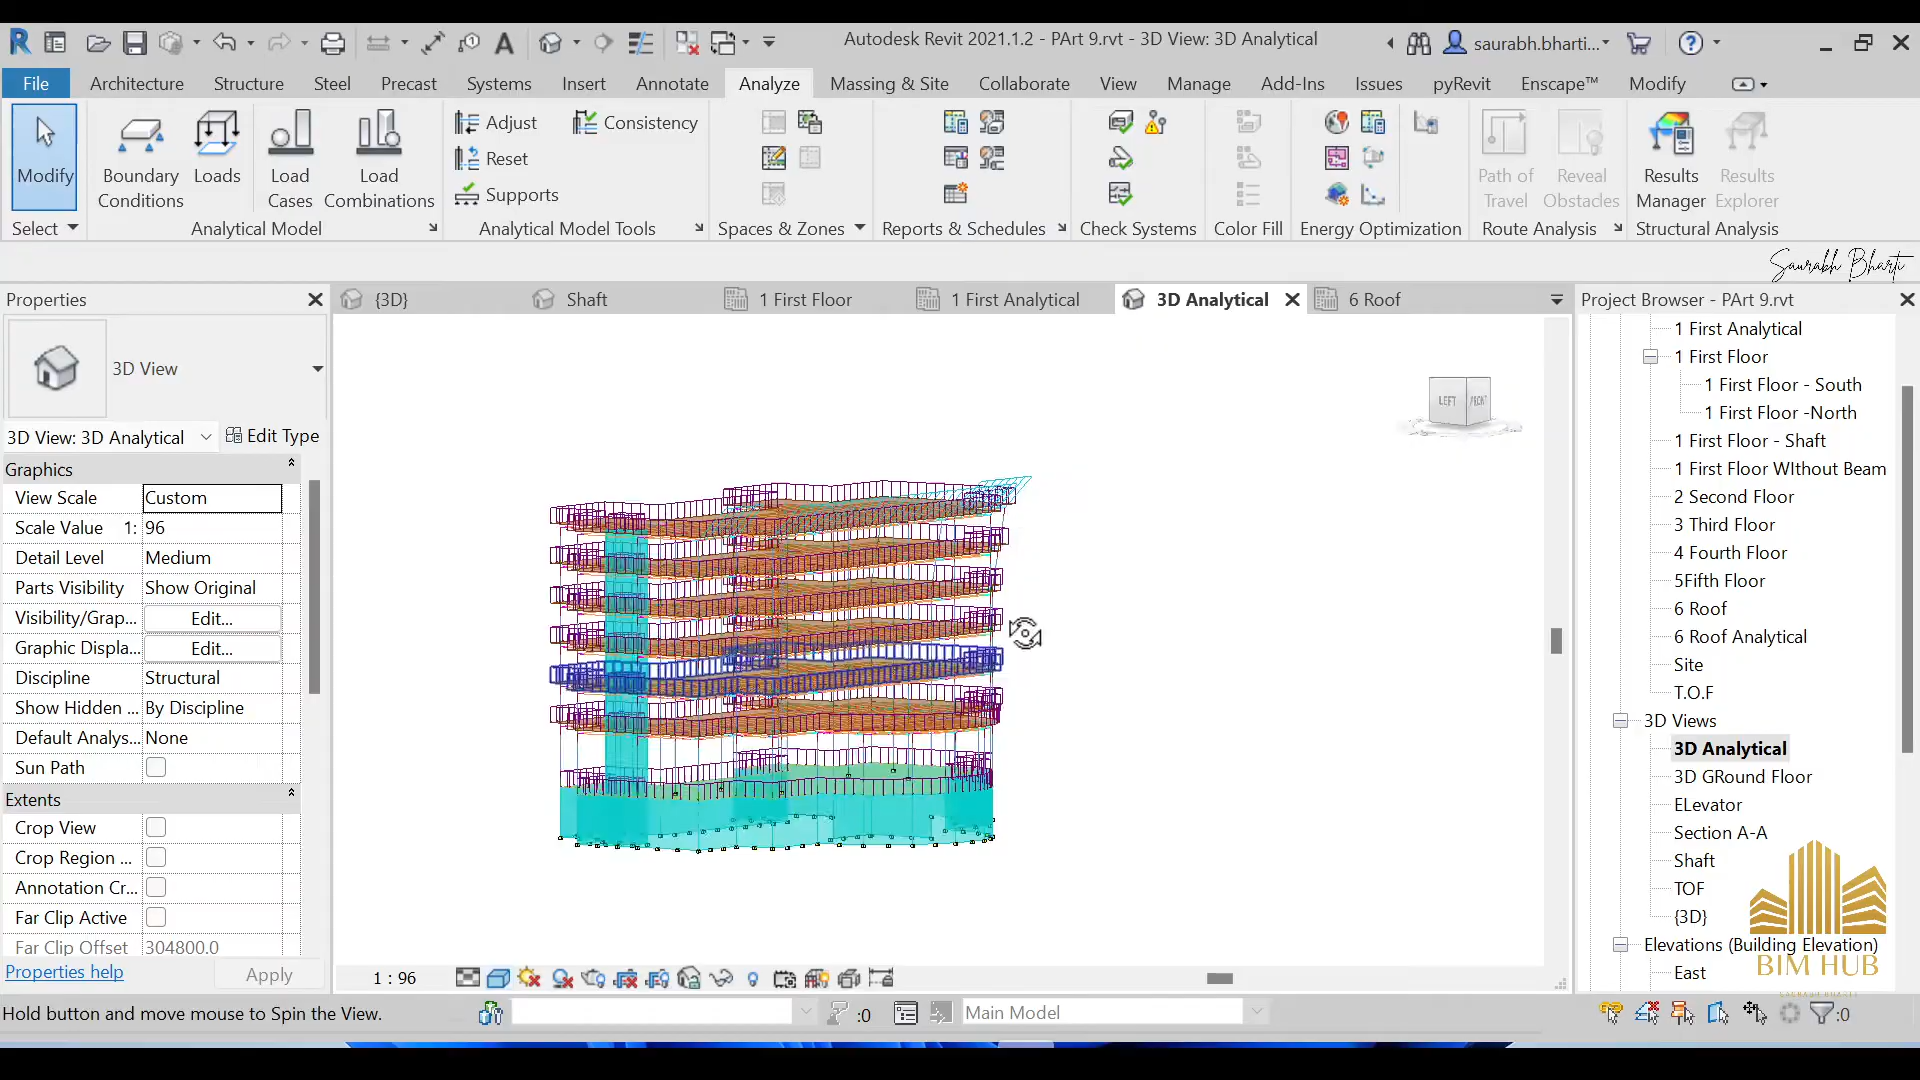 Autodesk Revit 2021.1.2 - PArt 9.rvt - 3D View: 3D Analytical
saurabh.bharti...
File Architecture Structure Steel Precast Systems Insert Annotate Analyze Massing & Site Collaborate View Manage Add-Ins Issues pyRevit Enscape™ Modify
Modify
Boundary Conditions
Loads
Load Cases
Load Combinations
Adjust
Consistency
Reset
Supports
Path of Travel
Reveal Obstacles
Results Manager
Results Explorer
Select Analytical Model Analytical Model Tools Spaces & Zones Reports & Schedules Check Systems Color Fill Energy Optimization Route Analysis Structural Analysis
Saurabh Bharti
Properties
{3D} Shaft 1 First Floor 1 First Analytical 3D Analytical 6 Roof
Project Browser - PArt 9.rvt
3D View
3D View: 3D Analytical
Edit Type
Graphics
View Scale Custom
Scale Value 1: 96
Detail Level Medium
Parts Visibility Show Original
Visibility/Grap... Edit...
Graphic Displa... Edit...
Discipline Structural
Show Hidden ... By Discipline
Default Analys... None
Sun Path
Extents
Crop View
Crop Region ...
Annotation Cr...
Far Clip Active
Far Clip Offset 304800.0
Properties help
Apply
LEFT FRONT
1 First Analytical
1 First Floor
1 First Floor - South
1 First Floor -North
1 First Floor - Shaft
1 First Floor WIthout Beam
2 Second Floor
3 Third Floor
4 Fourth Floor
5Fifth Floor
6 Roof
6 Roof Analytical
Site
T.O.F
3D Views
3D Analytical
3D GRound Floor
ELevator
Section A-A
Shaft
TOF
{3D}
Elevations (Building Elevation)
East
BIM HUB
SAURABH BHARTI
1 : 96
Hold button and move mouse to Spin the View.
:0
Main Model
:0